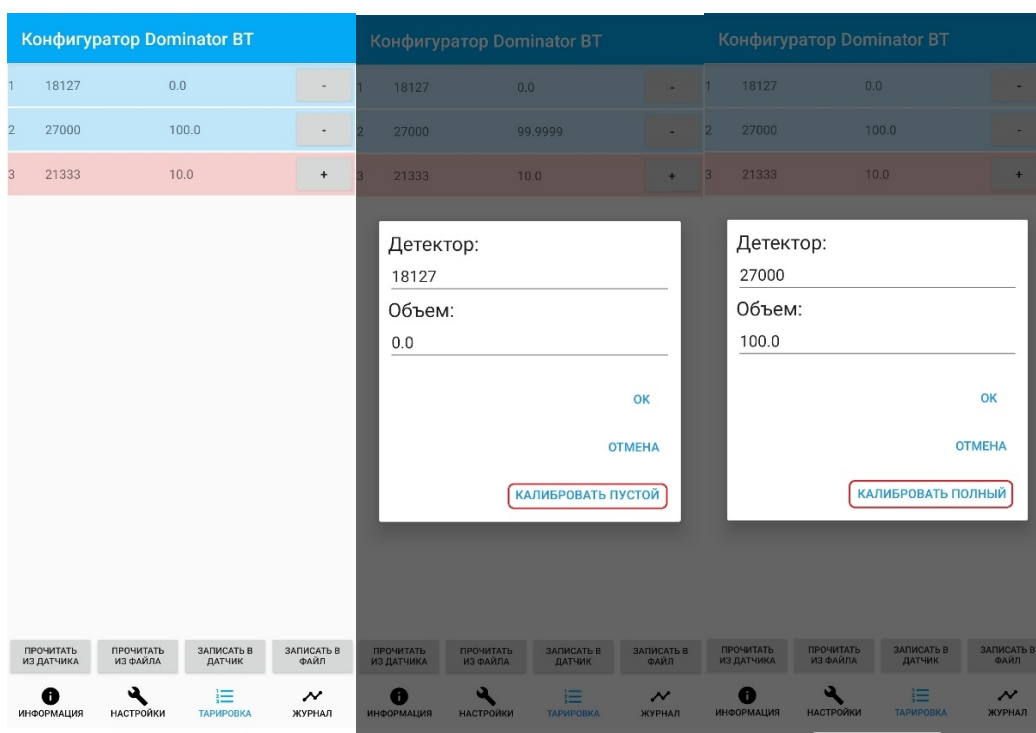 Конфигуратор Dominator BT
1 18127 0.0 -
2 27000 100.0 -
3 21333 10.0 +
ПРОЧИТАТЬ ИЗ ДАТЧИКА
ПРОЧИТАТЬ ИЗ ФАЙЛА
ЗАПИСАТЬ В ДАТЧИК
ЗАПИСАТЬ В ФАЙЛ
ИНФОРМАЦИЯ НАСТРОЙКИ ТАРИРОВКА ЖУРНАЛ
Конфигуратор Dominator BT
1 18127 0.0 -
2 27000 99.9999 -
3 21333 10.0 +
Детектор:
18127
Объем:
0.0
ОК
ОТМЕНА
КАЛИБРОВАТЬ ПУСТОЙ
ПРОЧИТАТЬ ИЗ ДАТЧИКА
ПРОЧИТАТЬ ИЗ ФАЙЛА
ЗАПИСАТЬ В ДАТЧИК
ЗАПИСАТЬ В ФАЙЛ
ИНФОРМАЦИЯ НАСТРОЙКИ ТАРИРОВКА ЖУРНАЛ
Конфигуратор Dominator BT
1 18127 0.0 -
2 27000 100.0 -
3 21333 10.0 +
Детектор:
27000
Объем:
100.0
ОК
ОТМЕНА
КАЛИБРОВАТЬ ПОЛНЫЙ
ПРОЧИТАТЬ ИЗ ДАТЧИКА
ПРОЧИТАТЬ ИЗ ФАЙЛА
ЗАПИСАТЬ В ДАТЧИК
ЗАПИСАТЬ В ФАЙЛ
ИНФОРМАЦИЯ НАСТРОЙКИ ТАРИРОВКА ЖУРНАЛ